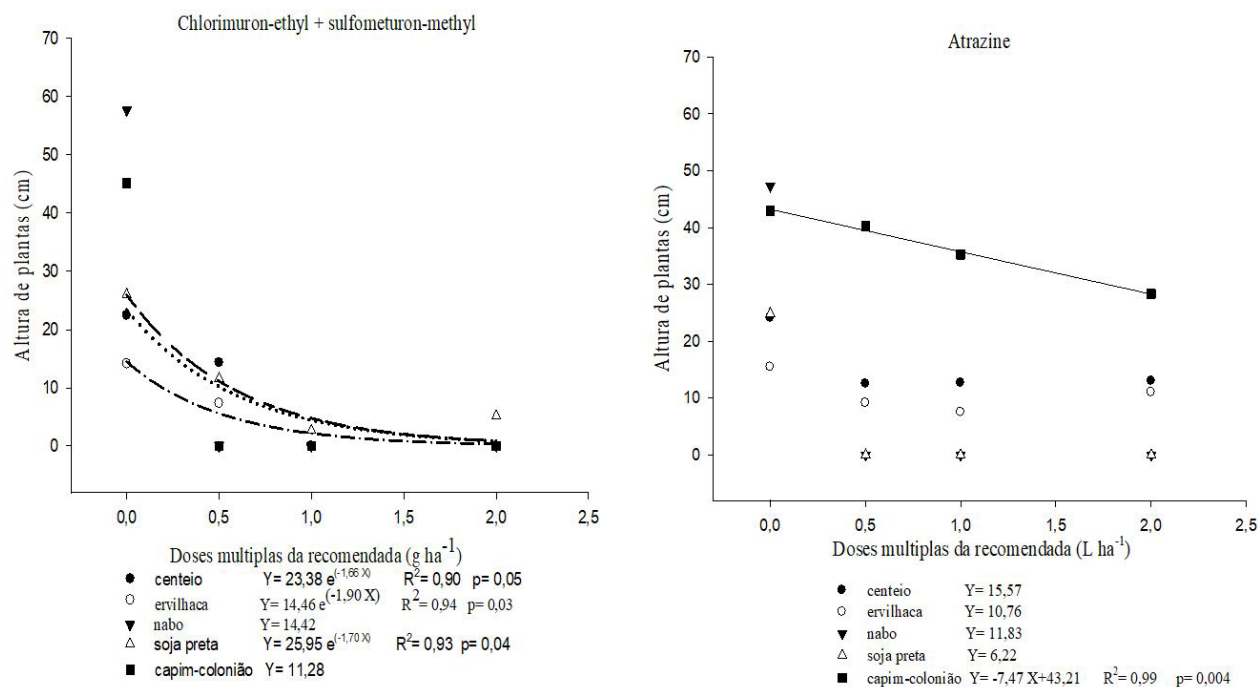 Chlorimuron-ethyl + sulfometuron-methyl
Altura de plantas (cm)
70
60
50
40
30
20
10
0
0,0 0,5 1,0 1,5 2,0 2,5
Doses multiplas da recomendada (g ha⁻¹)
centeio Y= 23,38 e^(-1,66 X) R²= 0,90 p= 0,05
ervilhaca Y= 14,46 e^(-1,90 X) R²= 0,94 p= 0,03
nabo Y= 14,42
soja preta Y= 25,95 e^(-1,70 X) R²= 0,93 p= 0,04
capim-colonião Y= 11,28
Atrazine
Altura de plantas (cm)
70
60
50
40
30
20
10
0
0,0 0,5 1,0 1,5 2,0 2,5
Doses multiplas da recomendada (L ha⁻¹)
centeio Y= 15,57
ervilhaca Y= 10,76
nabo Y= 11,83
soja preta Y= 6,22
capim-colonião Y= -7,47 X+43,21 R²= 0,99 p= 0,004